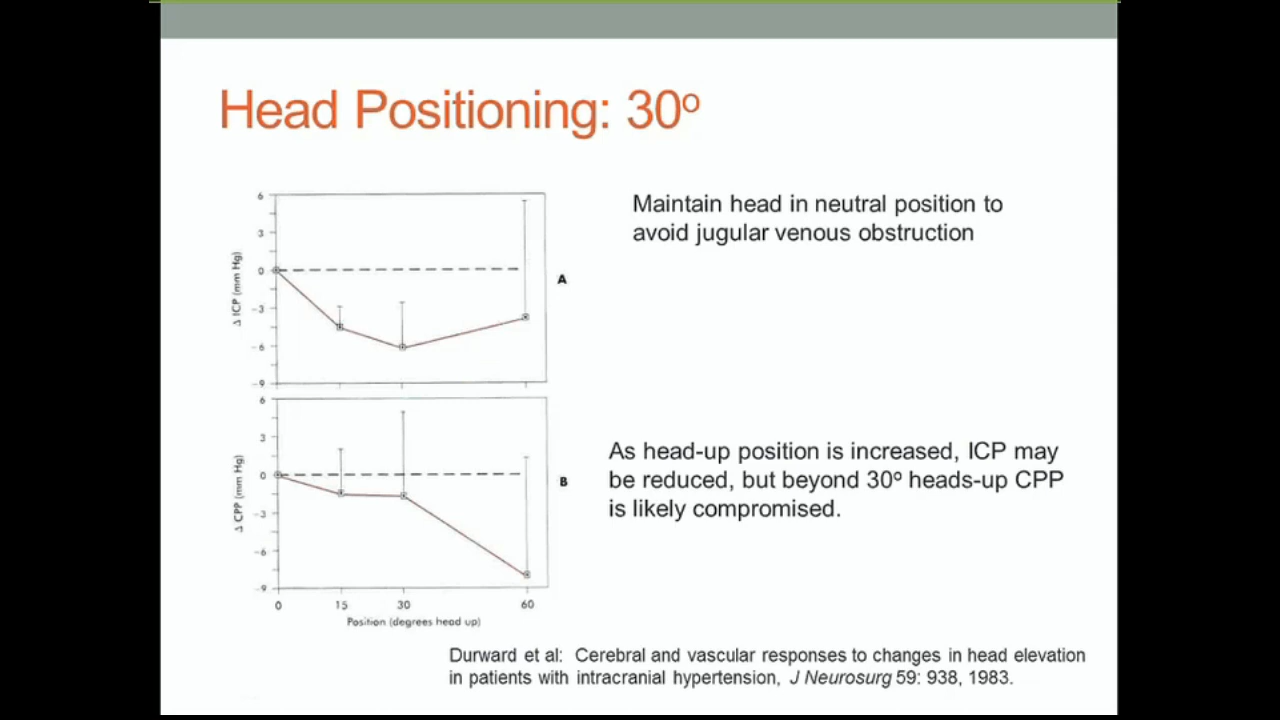 Head Positioning: 30º
6
3
0
-3
-6
-9
Δ ICP (mm Hg)
A
Maintain head in neutral position to
avoid jugular venous obstruction
6
3
0
-3
-6
-9
Δ CPP (mm Hg)
B
0 15 30 60
Position (degrees head up)
As head-up position is increased, ICP may
be reduced, but beyond 30º heads-up CPP
is likely compromised.
Durward et al: Cerebral and vascular responses to changes in head elevation
in patients with intracranial hypertension, J Neurosurg 59: 938, 1983.